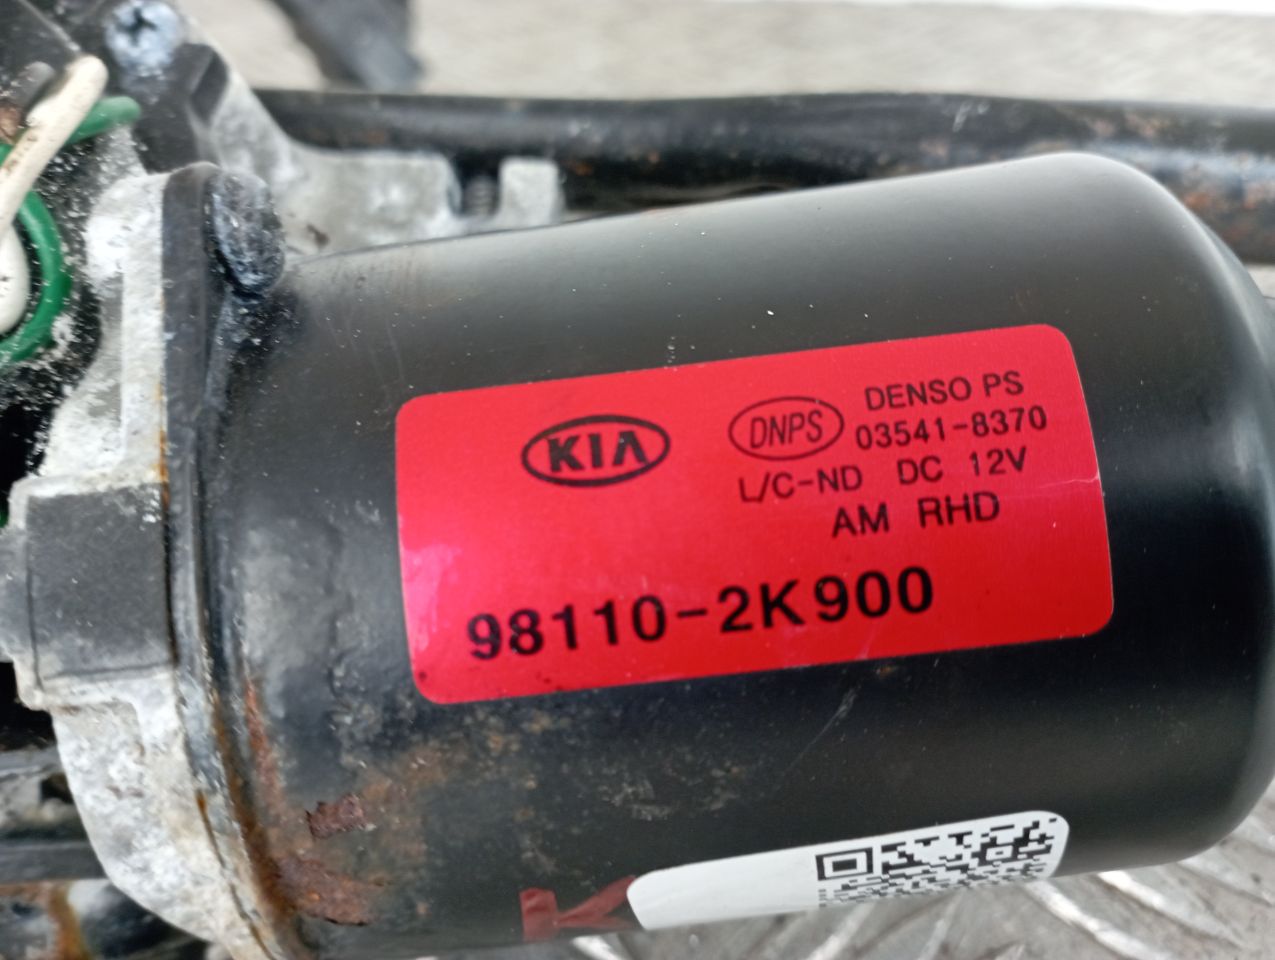 KIA
DNPS
DENSO PS
03541-8370
L/C-ND DC 12V
AM RHD
98110-2K900